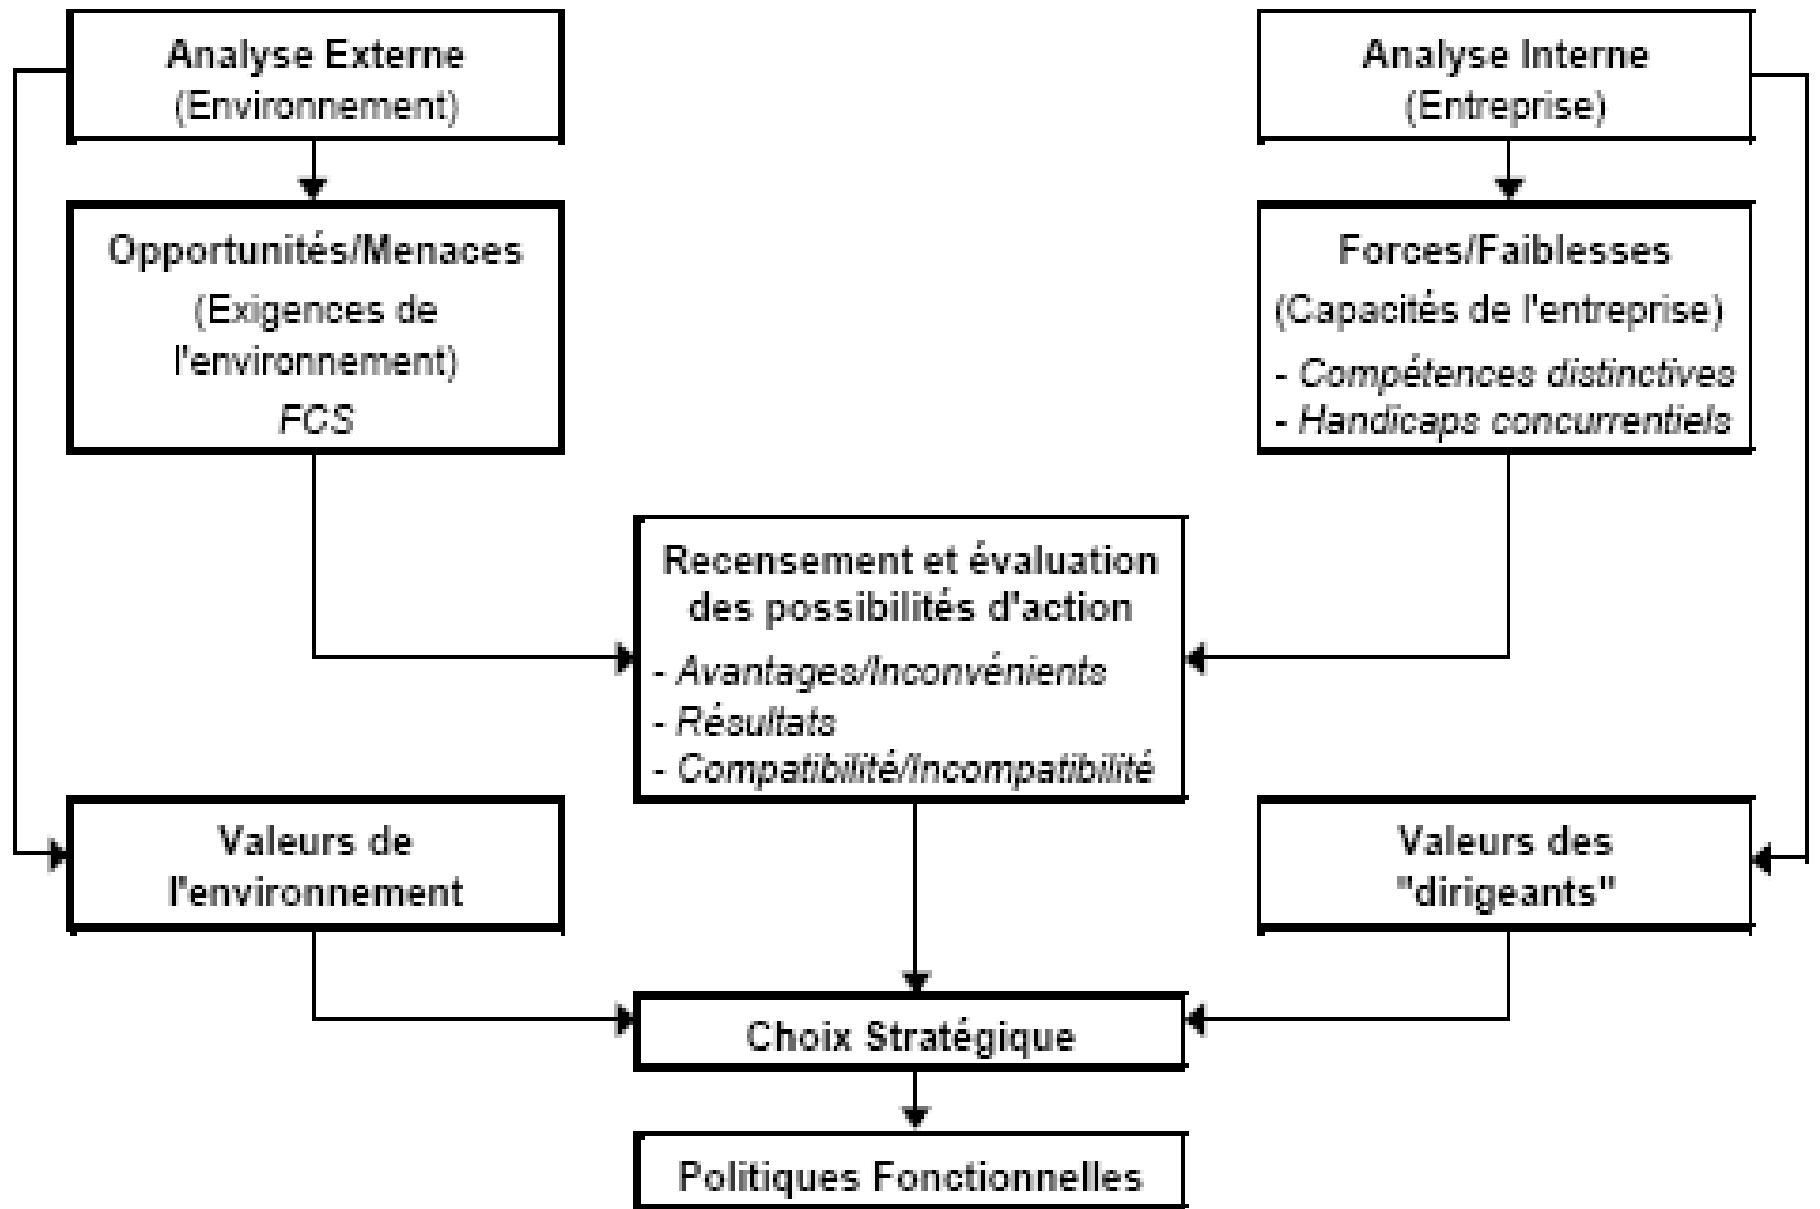 Analyse Externe
(Environnement)
Analyse Interne
(Entreprise)
Opportunités/Menaces
(Exigences de
l'environnement)
FCS
Forces/Faiblesses
(Capacités de l'entreprise)
- Compétences distinctives
- Handicaps concurrentiels
Recensement et évaluation
des possibilités d'action
- Avantages/Inconvénients
- Résultats
- Compatibilité/Incompatibilité
Valeurs de
l'environnement
Valeurs des
"dirigeants"
Choix Stratégique
Politiques Fonctionnelles